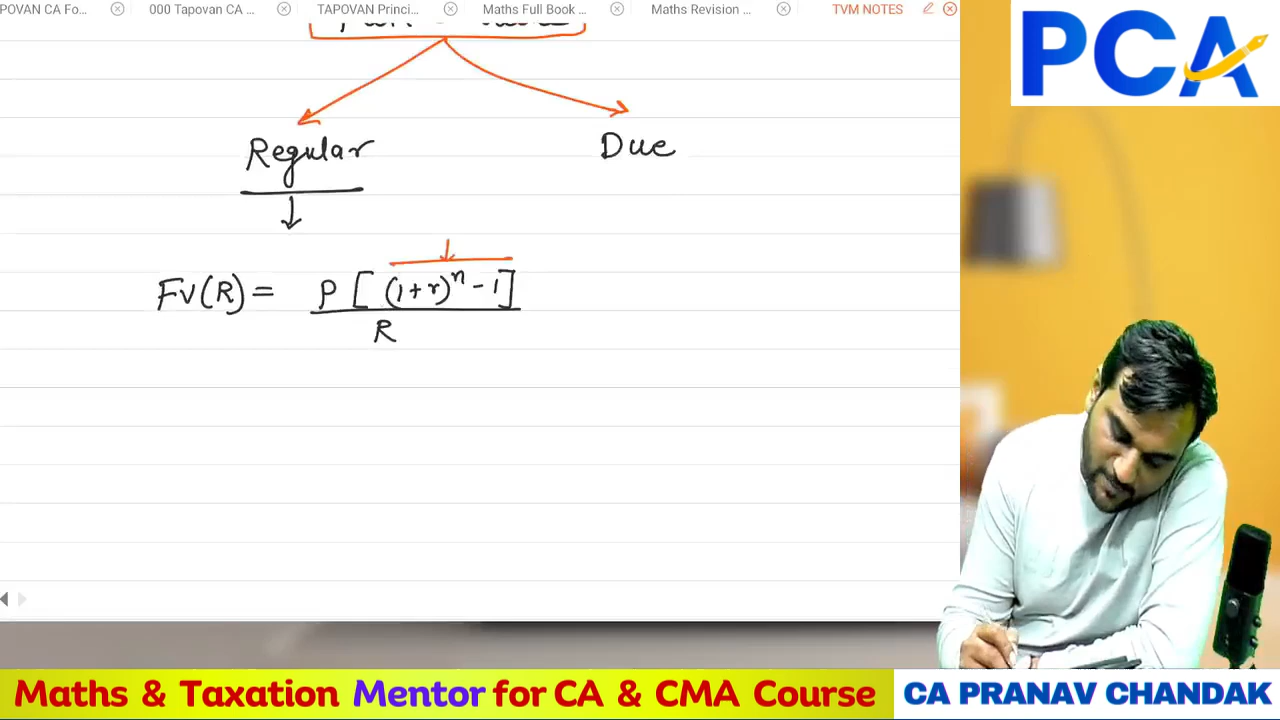 POVAN CA Fo...
000 Tapovan CA ...
TAPOVAN Princi...
Maths Full Book ...
Maths Revision ...
TVM NOTES
PCA
Regular
Due
FV(R) = P[(1+r)^n - 1]
R
Maths & Taxation Mentor for CA & CMA Course
CA PRANAV CHANDAK